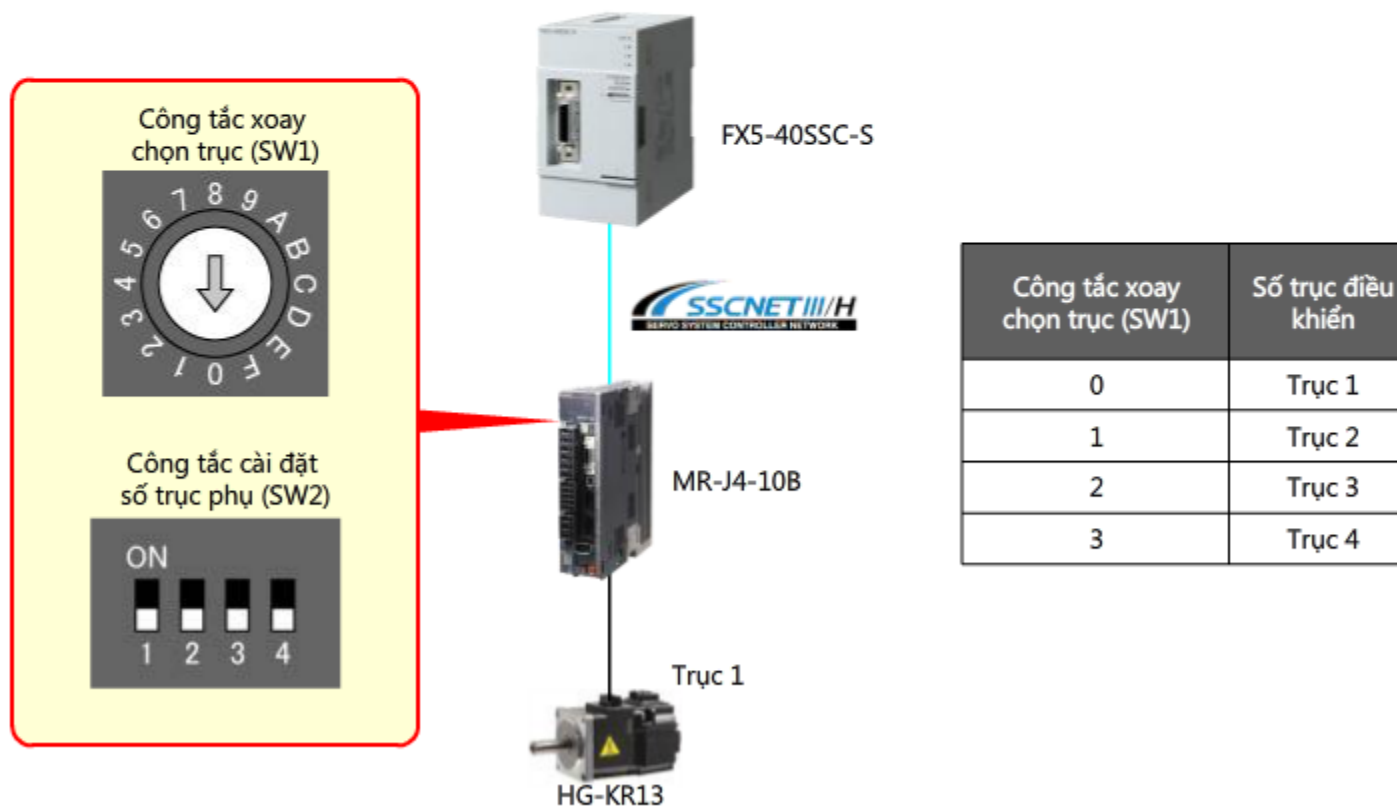 FX5-40SSC-S
Công tắc xoay
chọn trục (SW1)
0 1 2 3 4 5 6 7 8 9 A B C D E F
Công tắc cài đặt
số trục phụ (SW2)
ON
1 2 3 4
SSCNET III/H
SERVO SYSTEM CONTROLLER NETWORK
MR-J4-10B
Trục 1
HG-KR13
Công tắc xoay
chọn trục (SW1)
Số trục điều
khiển
0 Trục 1
1 Trục 2
2 Trục 3
3 Trục 4